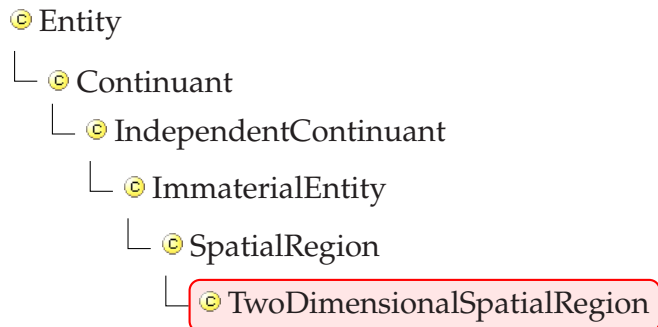 © Entity
© Continuant
© IndependentContinuant
© ImmaterialEntity
© SpatialRegion
© TwoDimensionalSpatialRegion